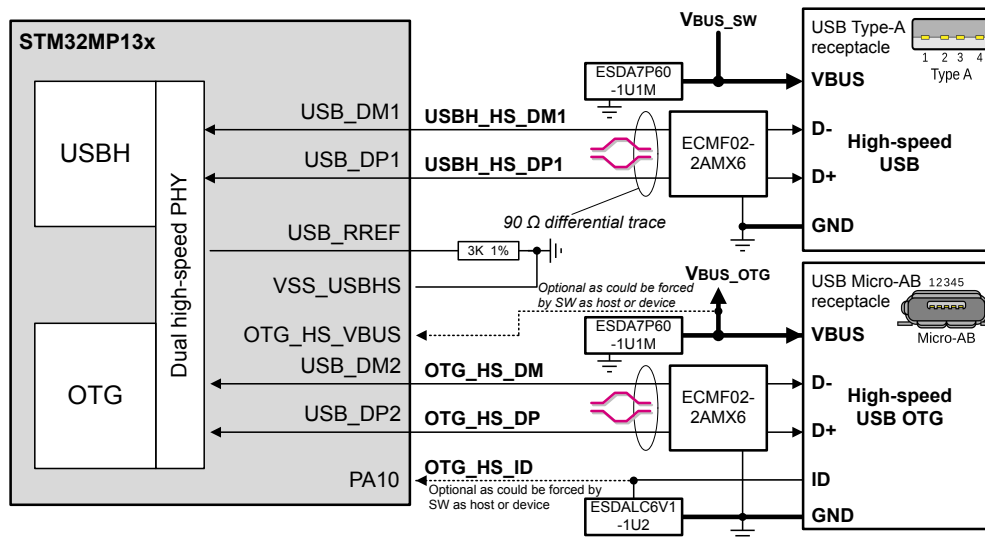 STM32MP13x
USBH
OTG
Dual high-speed PHY
USB_DM1
USB_DP1
USB_RREF
VSS_USBHS
OTG_HS_VBUS
USB_DM2
USB_DP2
PA10
USBH_HS_DM1
USBH_HS_DP1
90 Ω differential trace
3K 1%
VBUS_SW
ESDA7P60
-1U1M
ECMF02-
2AMX6
USB Type-A
receptacle
1 2 3 4
Type A
VBUS
D-
High-speed
USB
D+
GND
VBUS_OTG
Optional as could be forced
by SW as host or device
ESDA7P60
-1U1M
OTG_HS_DM
OTG_HS_DP
ECMF02-
2AMX6
OTG_HS_ID
Optional as could be forced by
SW as host or device
ESDALC6V1
-1U2
USB Micro-AB
receptacle
12345
Micro-AB
VBUS
D-
High-speed
USB OTG
D+
ID
GND